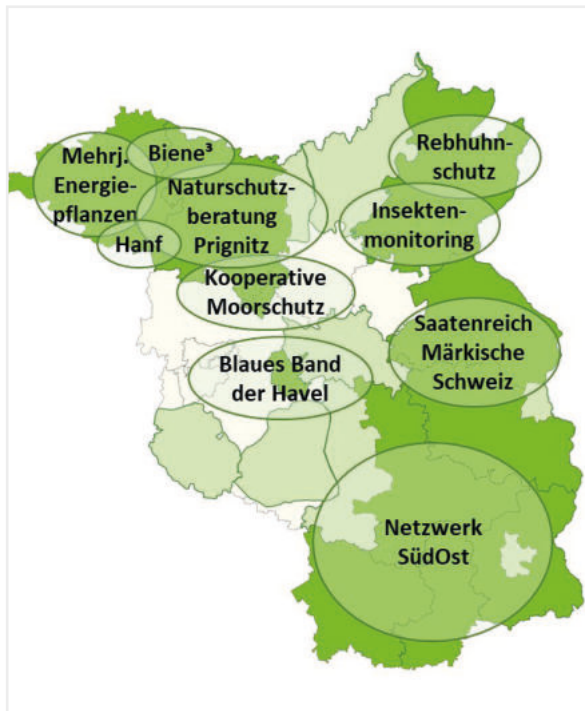 Mehrj.
Energie-
pflanzen
Biene³
Naturschutz-
beratung
Prignitz
Hanf
Rebhuhn-
schutz
Insekten-
monitoring
Kooperative
Moorschutz
Saatenreich
Märkische
Schweiz
Blaues Band
der Havel
Netzwerk
SüdOst